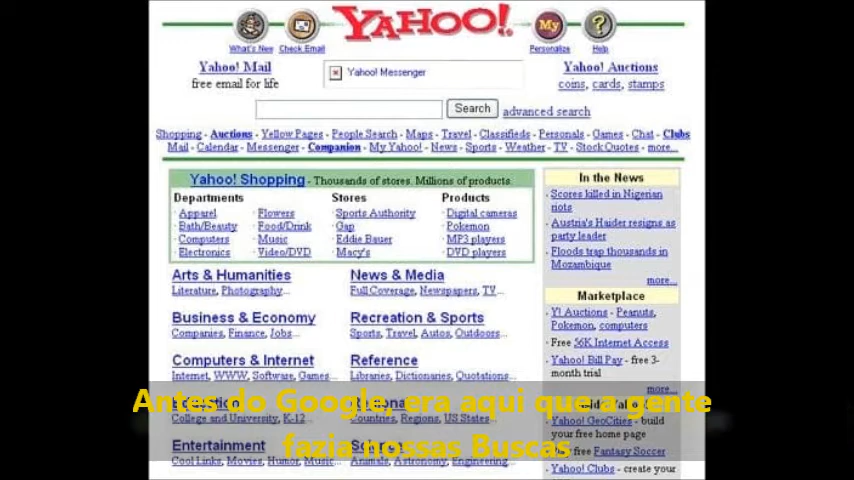 YAHOO!
What's New Check Email Personalize Help
My ?
Yahoo! Mail
free email for life
Yahoo! Messenger
Yahoo! Auctions
coins, cards, stamps
Search advanced search
Shopping - Auctions - Yellow Pages - People Search - Maps - Travel - Classifieds - Personals - Games - Chat - Clubs
Mail - Calendar - Messenger - Companion - My Yahoo! - News - Sports - Weather - TV - Stock Quotes - more...
Yahoo! Shopping - Thousands of stores. Millions of products.
Departments Stores Products
· Apparel · Flowers · Sports Authority · Digital cameras
· Bath/Beauty · Food/Drink · Gap · Pokemon
· Computers · Music · Eddie Bauer · MP3 players
· Electronics · Video/DVD · Macy's · DVD players
Arts & Humanities
Literature, Photography...
News & Media
Full Coverage, Newspapers, TV...
Business & Economy
Companies, Finance, Jobs...
Recreation & Sports
Sports, Travel, Autos, Outdoors...
Computers & Internet
Internet, WWW, Software, Games...
Reference
Libraries, Dictionaries, Quotations...
College and University, K-12...
Countries, Regions, US States...
Entertainment
Cool Links, Movies, Humor, Music...
Animals, Astronomy, Engineering...
In the News
· Scores killed in Nigerian
riots
· Austria's Haider resigns as
party leader
· Floods trap thousands in
Mozambique
more...
Marketplace
· Y! Auctions - Peanuts,
Pokemon, computers
· Free 56K Internet Access
· Yahoo! Bill Pay - free 3-
month trial
more...
· Yahoo! GeoCities - build
your free home page
Fantasy Soccer
· Yahoo! Clubs - create your
Antes do Google, era aqui que a gente
fazia nossas Buscas